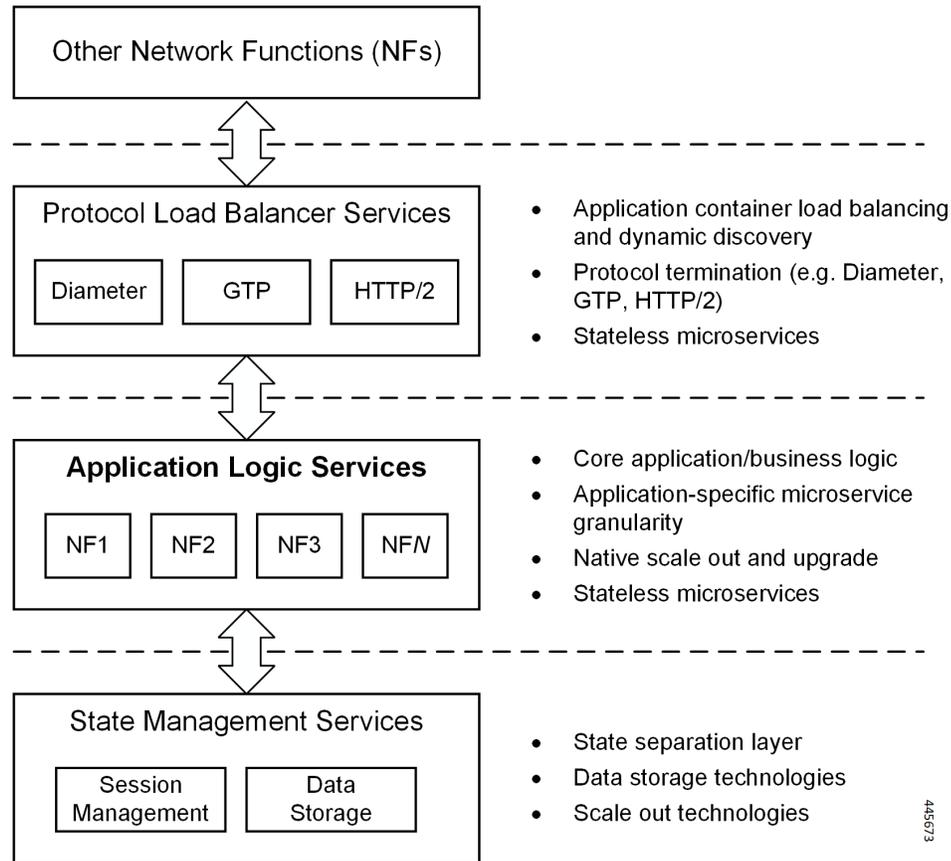 Other Network Functions (NFs)
Protocol Load Balancer Services
Diameter
GTP
HTTP/2
• Application container load balancing
and dynamic discovery
• Protocol termination (e.g. Diameter,
GTP, HTTP/2)
• Stateless microservices
Application Logic Services
NF1
NF2
NF3
NFN
• Core application/business logic
• Application-specific microservice
granularity
• Native scale out and upgrade
• Stateless microservices
State Management Services
Session
Management
Data
Storage
• State separation layer
• Data storage technologies
• Scale out technologies
445673